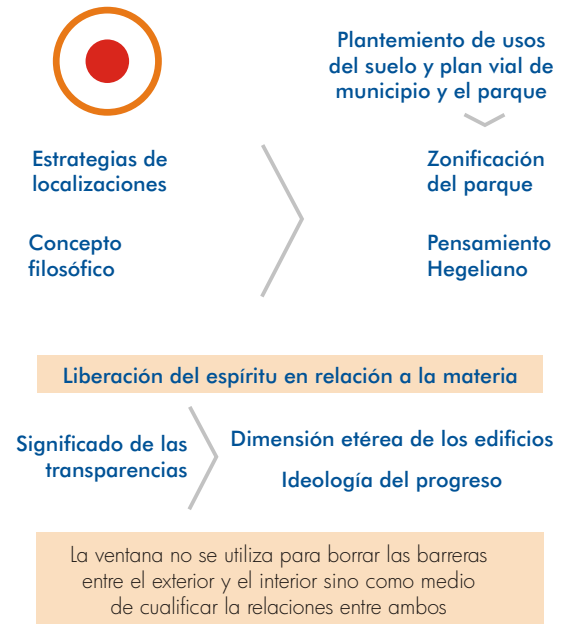 Plantemiento de usos
del suelo y plan vial de
municipio y el parque
Estrategias de
localizaciones
Zonificación
del parque
Concepto
filosófico
Pensamiento
Hegeliano
Liberación del espíritu en relación a la materia
Significado de las
transparencias
Dimensión etérea de los edificios
Ideología del progreso
La ventana no se utiliza para borrar las barreras
entre el exterior y el interior sino como medio
de cualificar la relaciones entre ambos